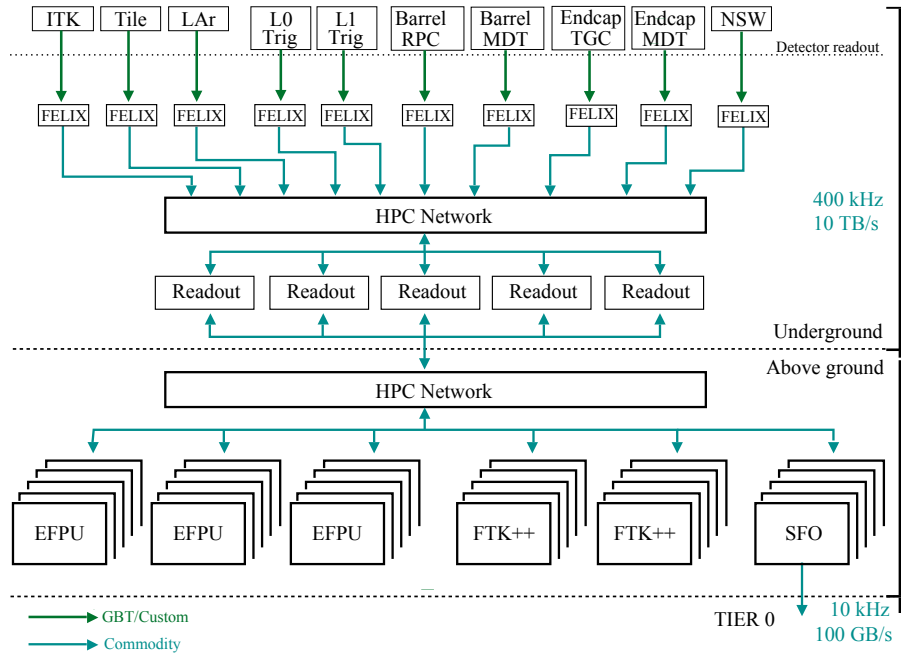 ITK
Tile
LAr
L0
Trig
L1
Trig
Barrel
RPC
Barrel
MDT
Endcap
TGC
Endcap
MDT
NSW
Detector readout
FELIX
FELIX
FELIX
FELIX
FELIX
FELIX
FELIX
FELIX
FELIX
FELIX
HPC Network
400 kHz
10 TB/s
Readout
Readout
Readout
Readout
Readout
Underground
Above ground
HPC Network
EFPU
EFPU
EFPU
FTK++
FTK++
SFO
GBT/Custom
Commodity
TIER 0
10 kHz
100 GB/s